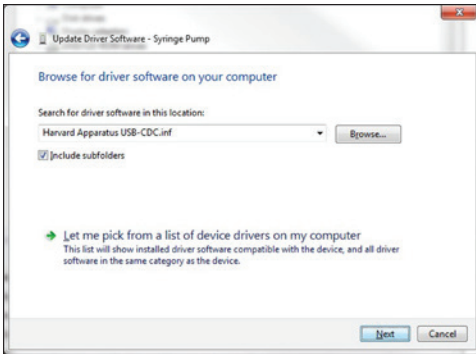 Update Driver Software - Syringe Pump
Browse for driver software on your computer
Search for driver software in this location:
Harvard Apparatus USB-CDC.inf
Browse...
Include subfolders
Let me pick from a list of device drivers on my computer
This list will show installed driver software compatible with the device, and all driver
software in the same category as the device.
Next
Cancel